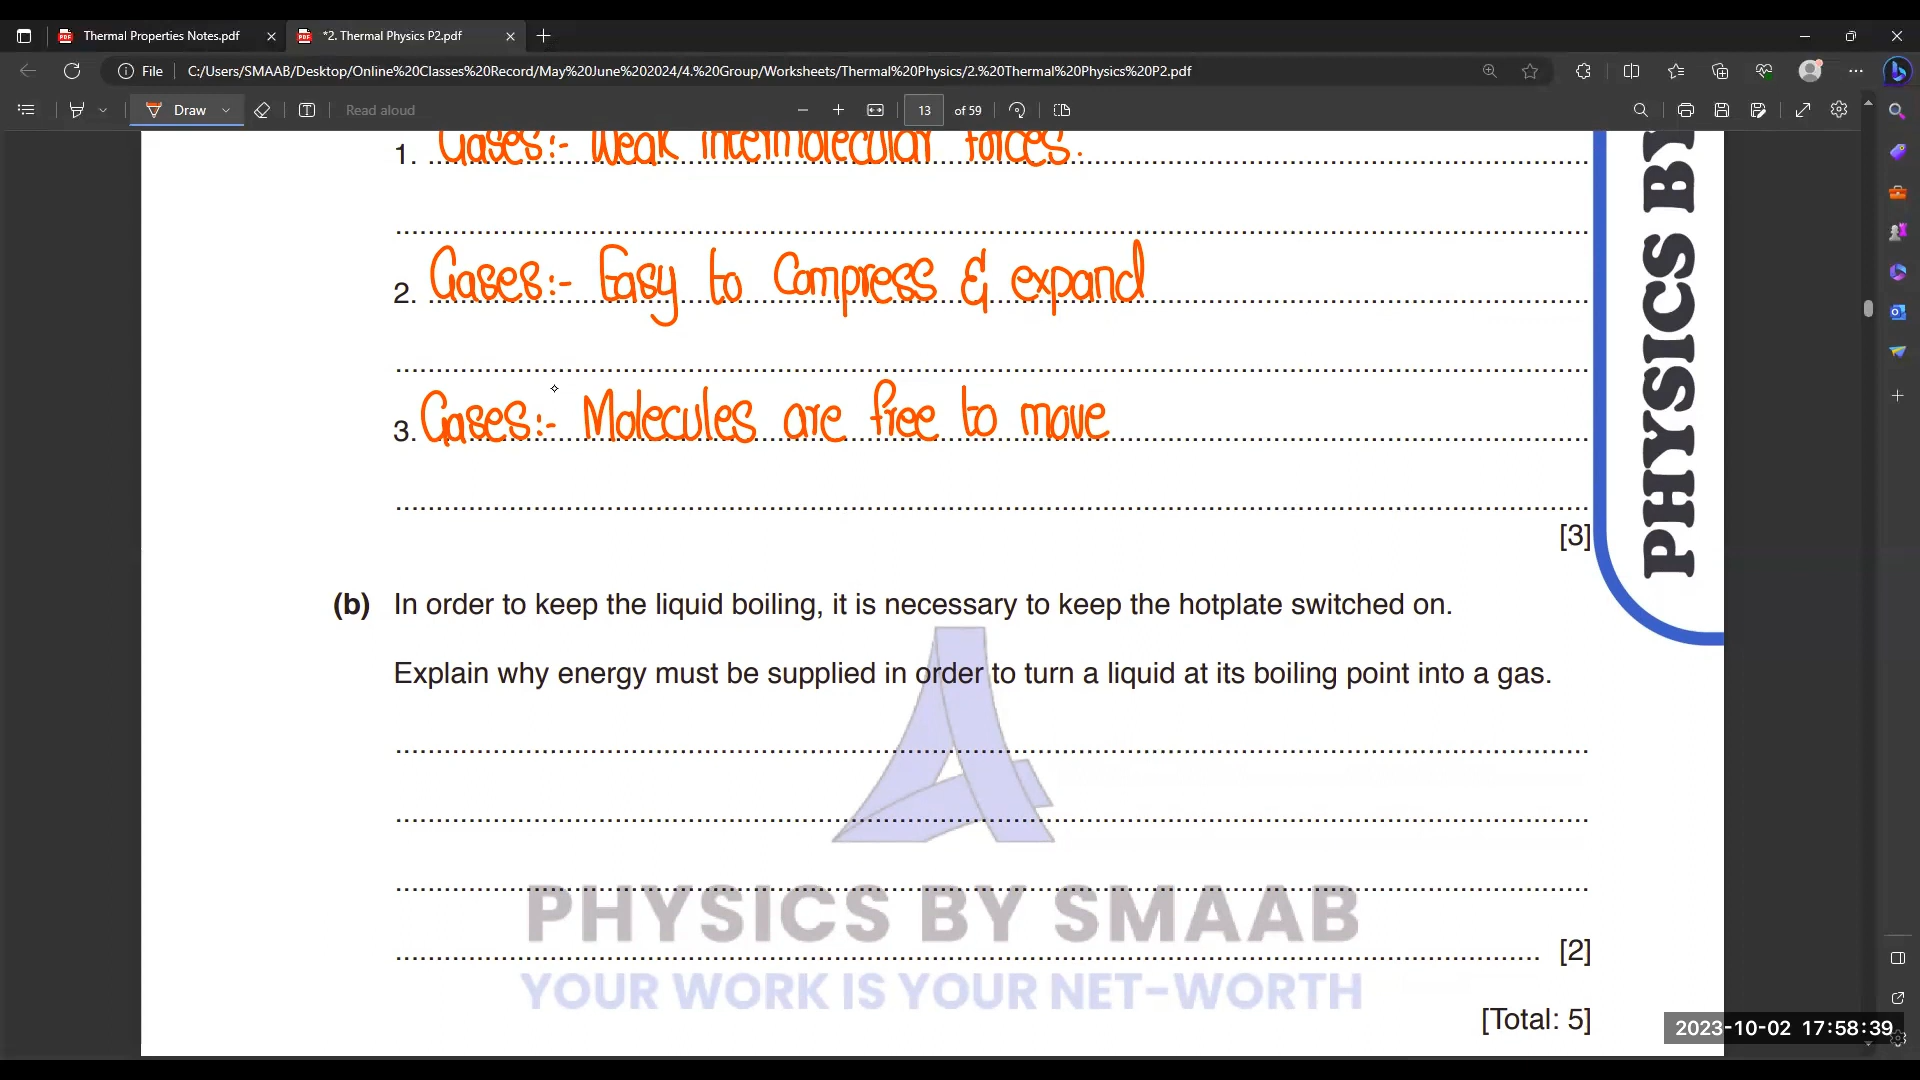 Thermal Properties Notes.pdf
*2. Thermal Physics P2.pdf
File
C:/Users/SMAAB/Desktop/Online%20Classes%20Record/May%20June%202024/4.%20Group/Worksheets/Thermal%20Physics/2.%20Thermal%20Physics%20P2.pdf
Draw
Read aloud
13 of 59
1. Gases:- Weak intermolecular forces.
2. Gases:- Easy to Compress & expand
3. Gases:- Molecules are free to move
[3]
(b) In order to keep the liquid boiling, it is necessary to keep the hotplate switched on.
Explain why energy must be supplied in order to turn a liquid at its boiling point into a gas.
[2]
[Total: 5]
PHYSICS BY SMAAB
YOUR WORK IS YOUR NET-WORTH
PHYSICS BY
2023-10-02 17:58:39